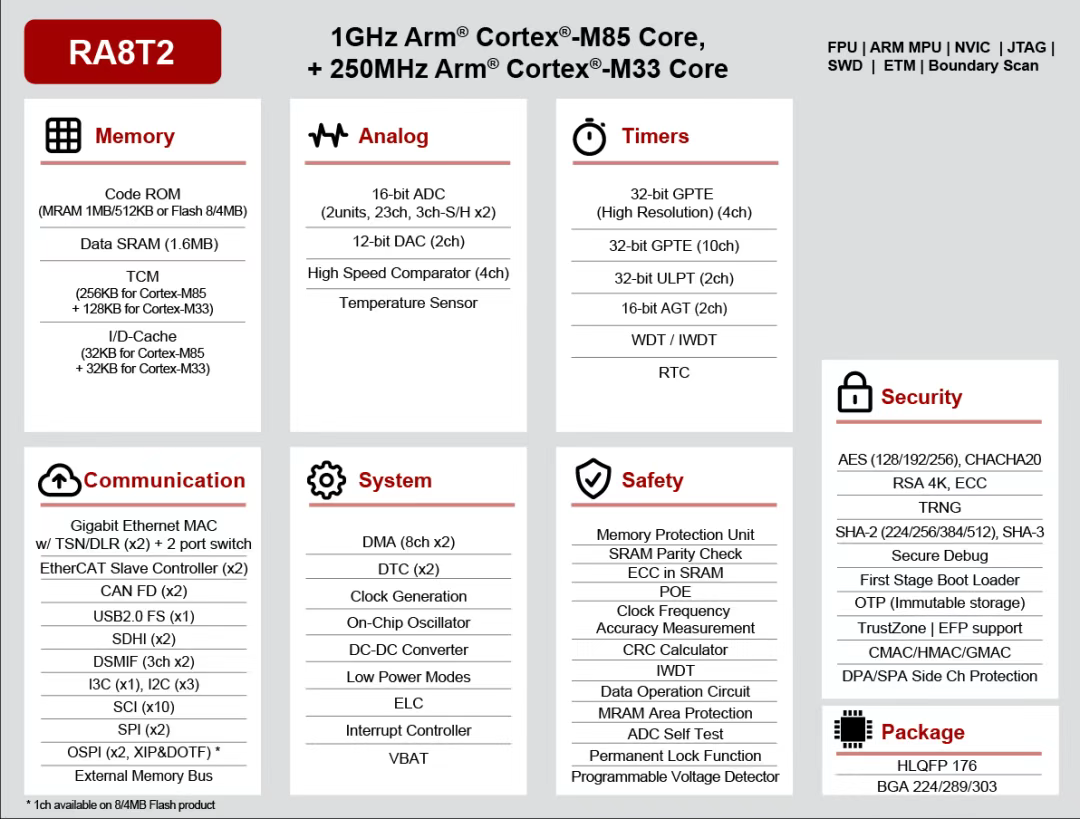 RA8T2
1GHz Arm® Cortex®-M85 Core,
+ 250MHz Arm® Cortex®-M33 Core
FPU | ARM MPU | NVIC | JTAG |
SWD | ETM | Boundary Scan
Memory
Code ROM
(MRAM 1MB/512KB or Flash 8/4MB)
Data SRAM (1.6MB)
TCM
(256KB for Cortex-M85
+ 128KB for Cortex-M33)
I/D-Cache
(32KB for Cortex-M85
+ 32KB for Cortex-M33)
Analog
16-bit ADC
(2units, 23ch, 3ch-S/H x2)
12-bit DAC (2ch)
High Speed Comparator (4ch)
Temperature Sensor
Timers
32-bit GPTE
(High Resolution) (4ch)
32-bit GPTE (10ch)
32-bit ULPT (2ch)
16-bit AGT (2ch)
WDT / IWDT
RTC
Communication
Gigabit Ethernet MAC
w/ TSN/DLR (x2) + 2 port switch
EtherCAT Slave Controller (x2)
CAN FD (x2)
USB2.0 FS (x1)
SDHI (x2)
DSMIF (3ch x2)
I3C (x1), I2C (x3)
SCI (x10)
SPI (x2)
OSPI (x2, XIP&DOTF) *
External Memory Bus
* 1ch available on 8/4MB Flash product
System
DMA (8ch x2)
DTC (x2)
Clock Generation
On-Chip Oscillator
DC-DC Converter
Low Power Modes
ELC
Interrupt Controller
VBAT
Safety
Memory Protection Unit
SRAM Parity Check
ECC in SRAM
POE
Clock Frequency
Accuracy Measurement
CRC Calculator
IWDT
Data Operation Circuit
MRAM Area Protection
ADC Self Test
Permanent Lock Function
Programmable Voltage Detector
Security
AES (128/192/256), CHACHA20
RSA 4K, ECC
TRNG
SHA-2 (224/256/384/512), SHA-3
Secure Debug
First Stage Boot Loader
OTP (Immutable storage)
TrustZone | EFP support
CMAC/HMAC/GMAC
DPA/SPA Side Ch Protection
Package
HLQFP 176
BGA 224/289/303